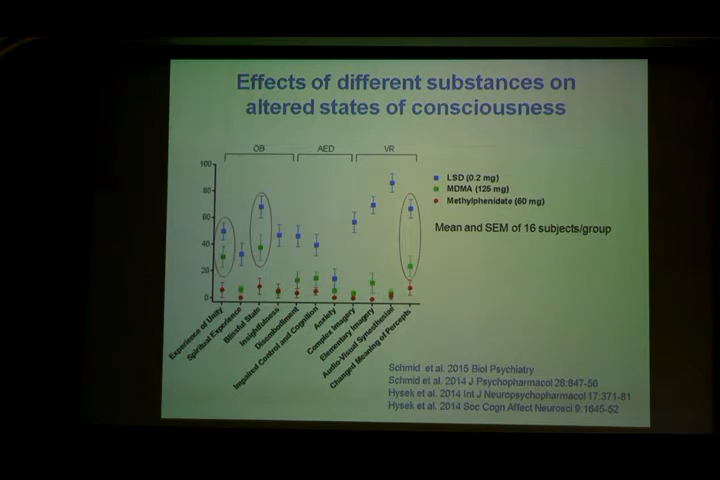 Effects of different substances on
altered states of consciousness
OB AED VR
100
80
60
40
20
0
LSD (0.2 mg)
MDMA (125 mg)
Methylphenidate (60 mg)
Mean and SEM of 16 subjects/group
Experience of Unity
Spiritual Experience
Blissful State
Insightfulness
Disembodiment
Impaired Control and Cognition
Anxiety
Complex Imagery
Elementary Imagery
Audio-Visual Synesthesiae
Changed Meaning of Percepts
Schmid et al. 2015 Biol Psychiatry
Schmid et al. 2014 J Psychopharmacol 28:847-56
Hysek et al. 2014 Int J Neuropsychopharmacol 17:371-81
Hysek et al. 2014 Soc Cogn Affect Neurosci 9:1645-52